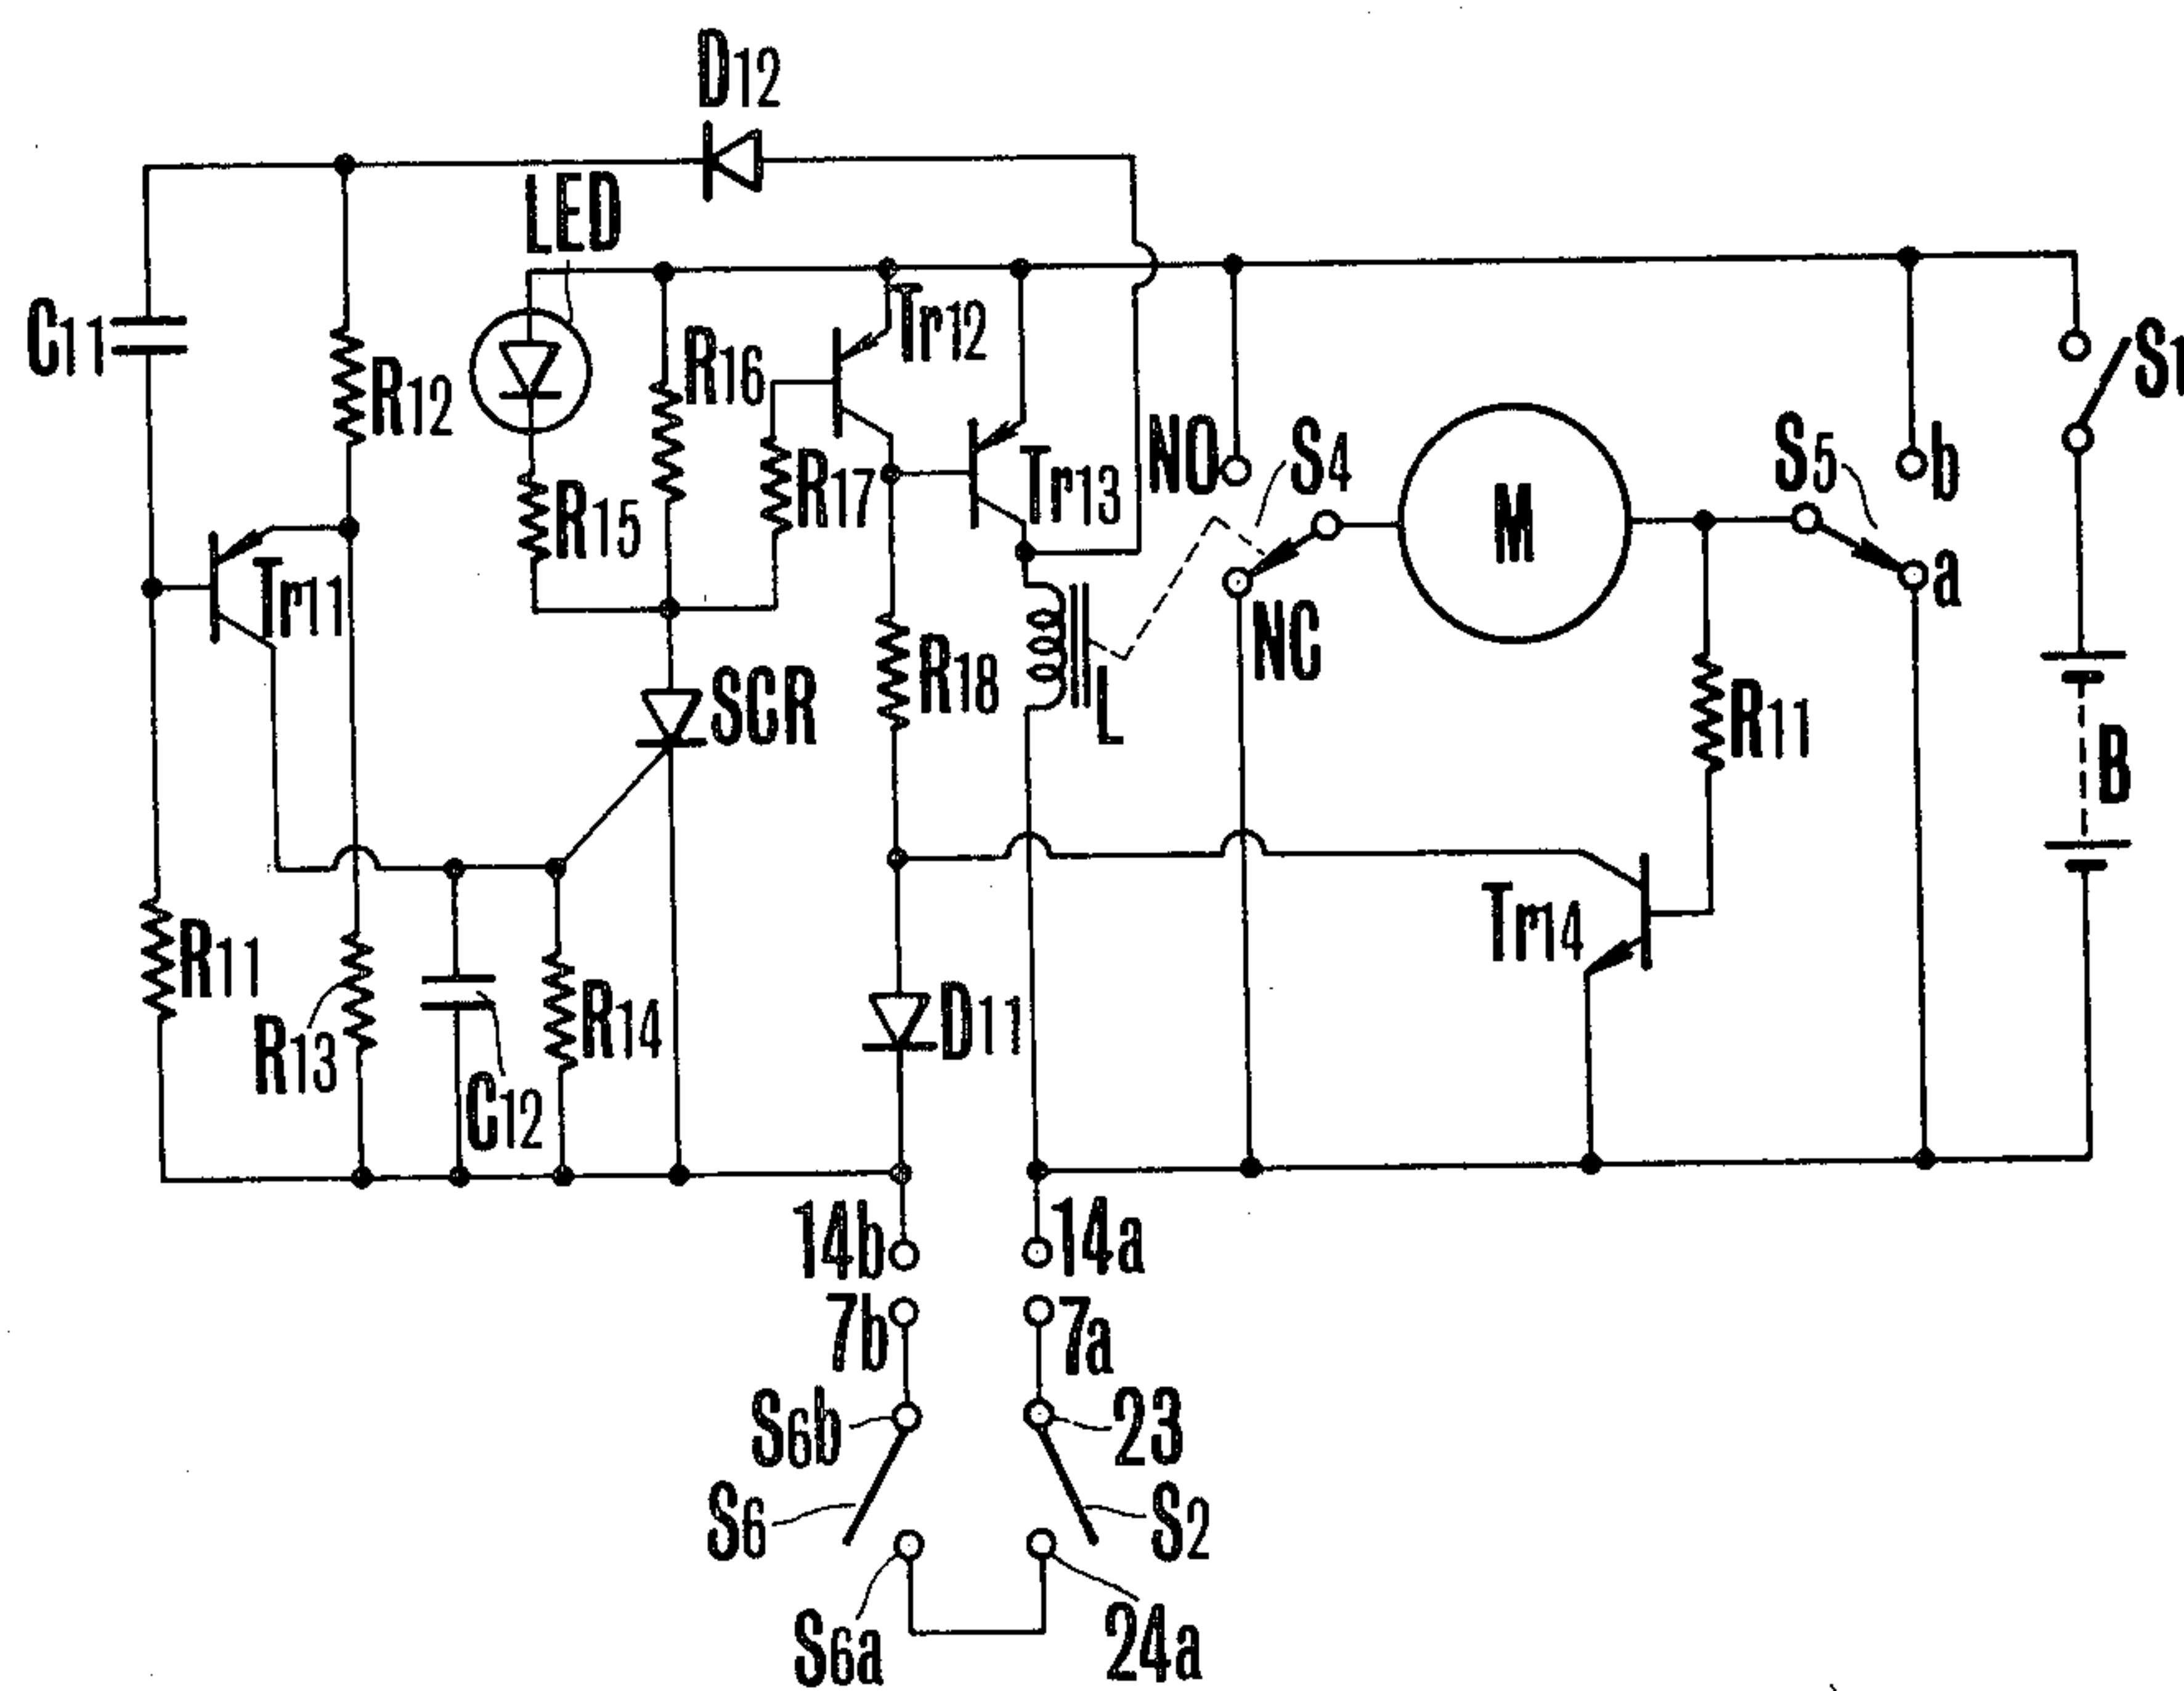 D12
LED
C11
R12
R16
Tr12
S1
NO
S4
S5
b
R15
R17
Tr13
M
a
Tr11
NC
SCR
R18
L
R11
B
R11
Tr14
R13
R14
D11
C12
14b
14a
7b
7a
S6b
23
S6
S2
S6a
24a